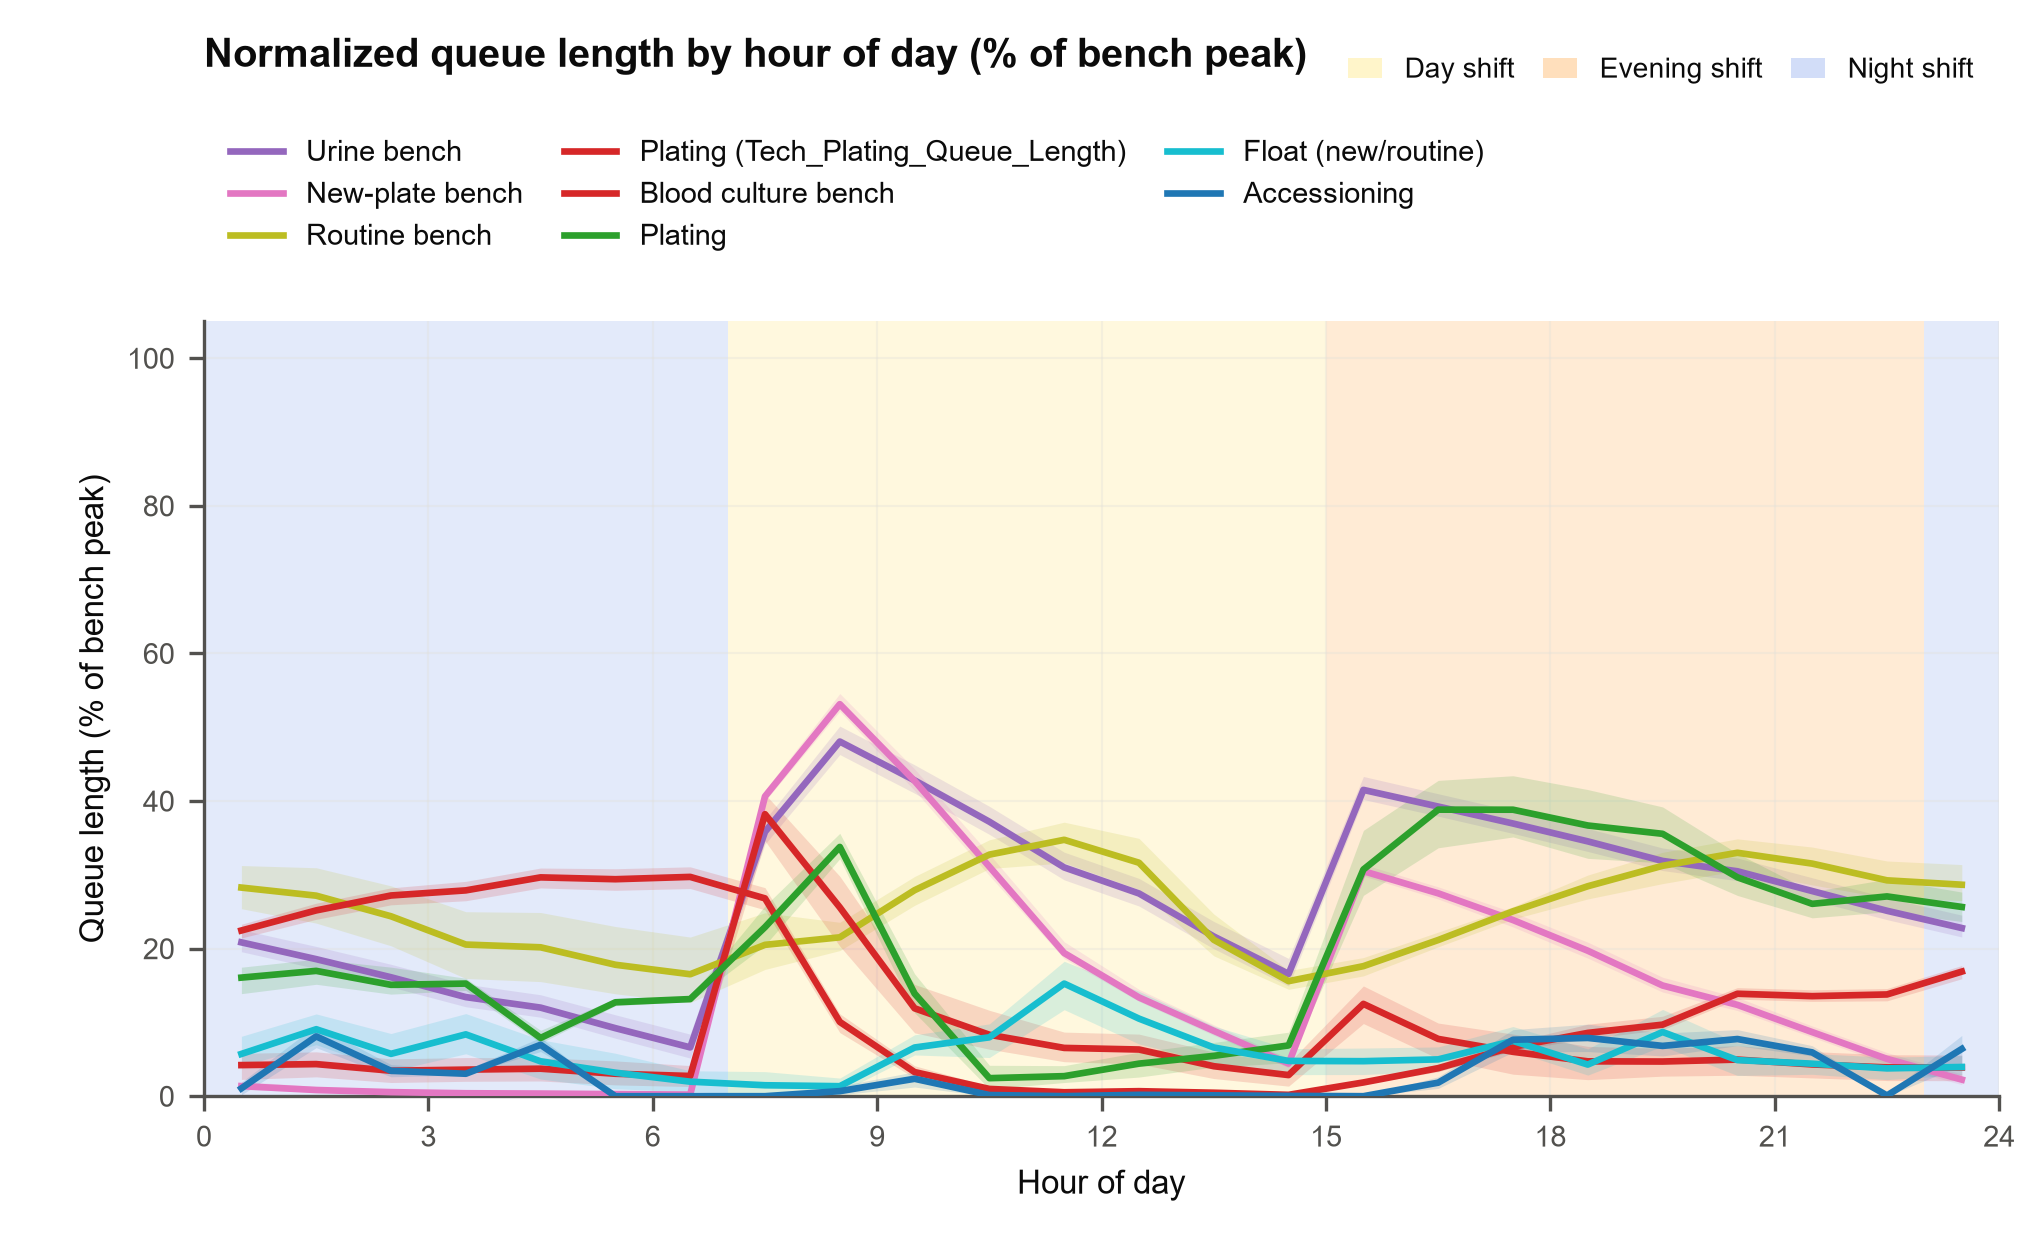 Normalized queue length by hour of day (% of bench peak)
Day shift
Evening shift
Night shift
Urine bench
New-plate bench
Routine bench
Plating (Tech_Plating_Queue_Length)
Blood culture bench
Plating
Float (new/routine)
Accessioning
Queue length (% of bench peak)
100
80
60
40
20
0
0 3 6 9 12 15 18 21 24
Hour of day